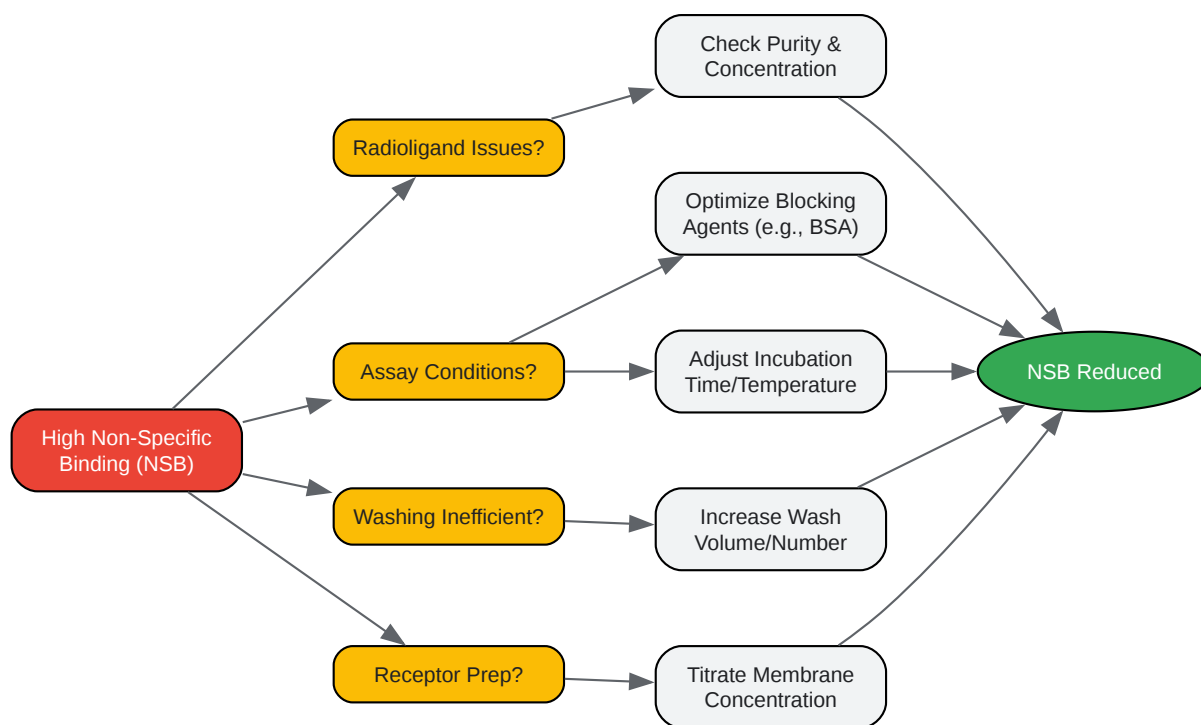 Check Purity &
Concentration
Radioligand Issues?
Optimize Blocking
Agents (e.g., BSA)
Assay Conditions?
Adjust Incubation
Time/Temperature
NSB Reduced
High Non-Specific
Binding (NSB)
Washing Inefficient?
Increase Wash
Volume/Number
Receptor Prep?
Titrate Membrane
Concentration